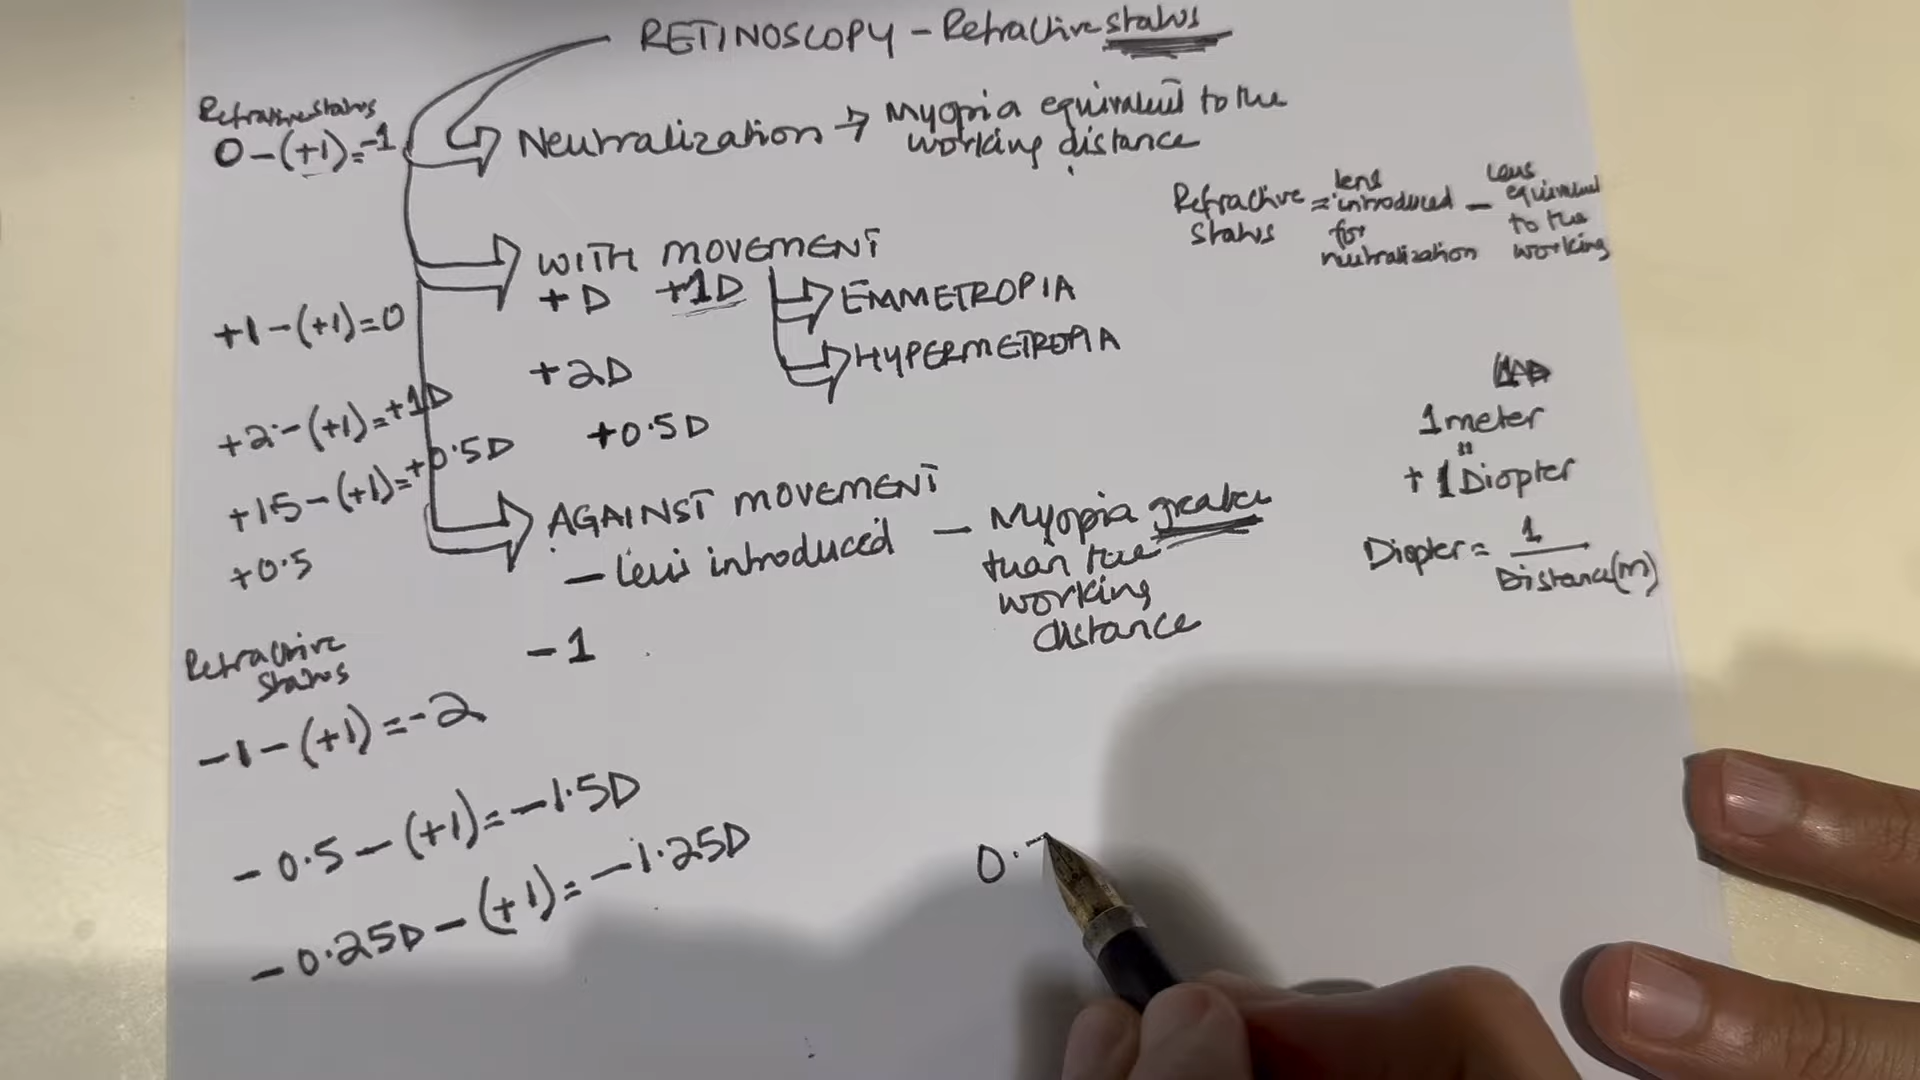 RETINOSCOPY - Refractive status
Refractive status
0 - (+1) = -1
Neutralization → Myopia equivalent to the
working distance
Refractive status = lens introduced for neutralization - Lens equivalent to the working
WITH MOVEMENT
+ D +1D
EMMETROPIA
HYPERMETROPIA
+1 - (+1) = 0
+2D
+2 - (+1) = +1D
+0.5D
+1.5 - (+1) = +0.5D
+0.5
1 meter
"
+ 1 Diopter
Diopter = 1
Distance (m)
AGAINST MOVEMENT
- lens introduced
- Myopia greater
than the
working
distance
-1
Refractive
status
-1 - (+1) = -2
-0.5 - (+1) = -1.5D
-0.25D - (+1) = -1.25D
0.